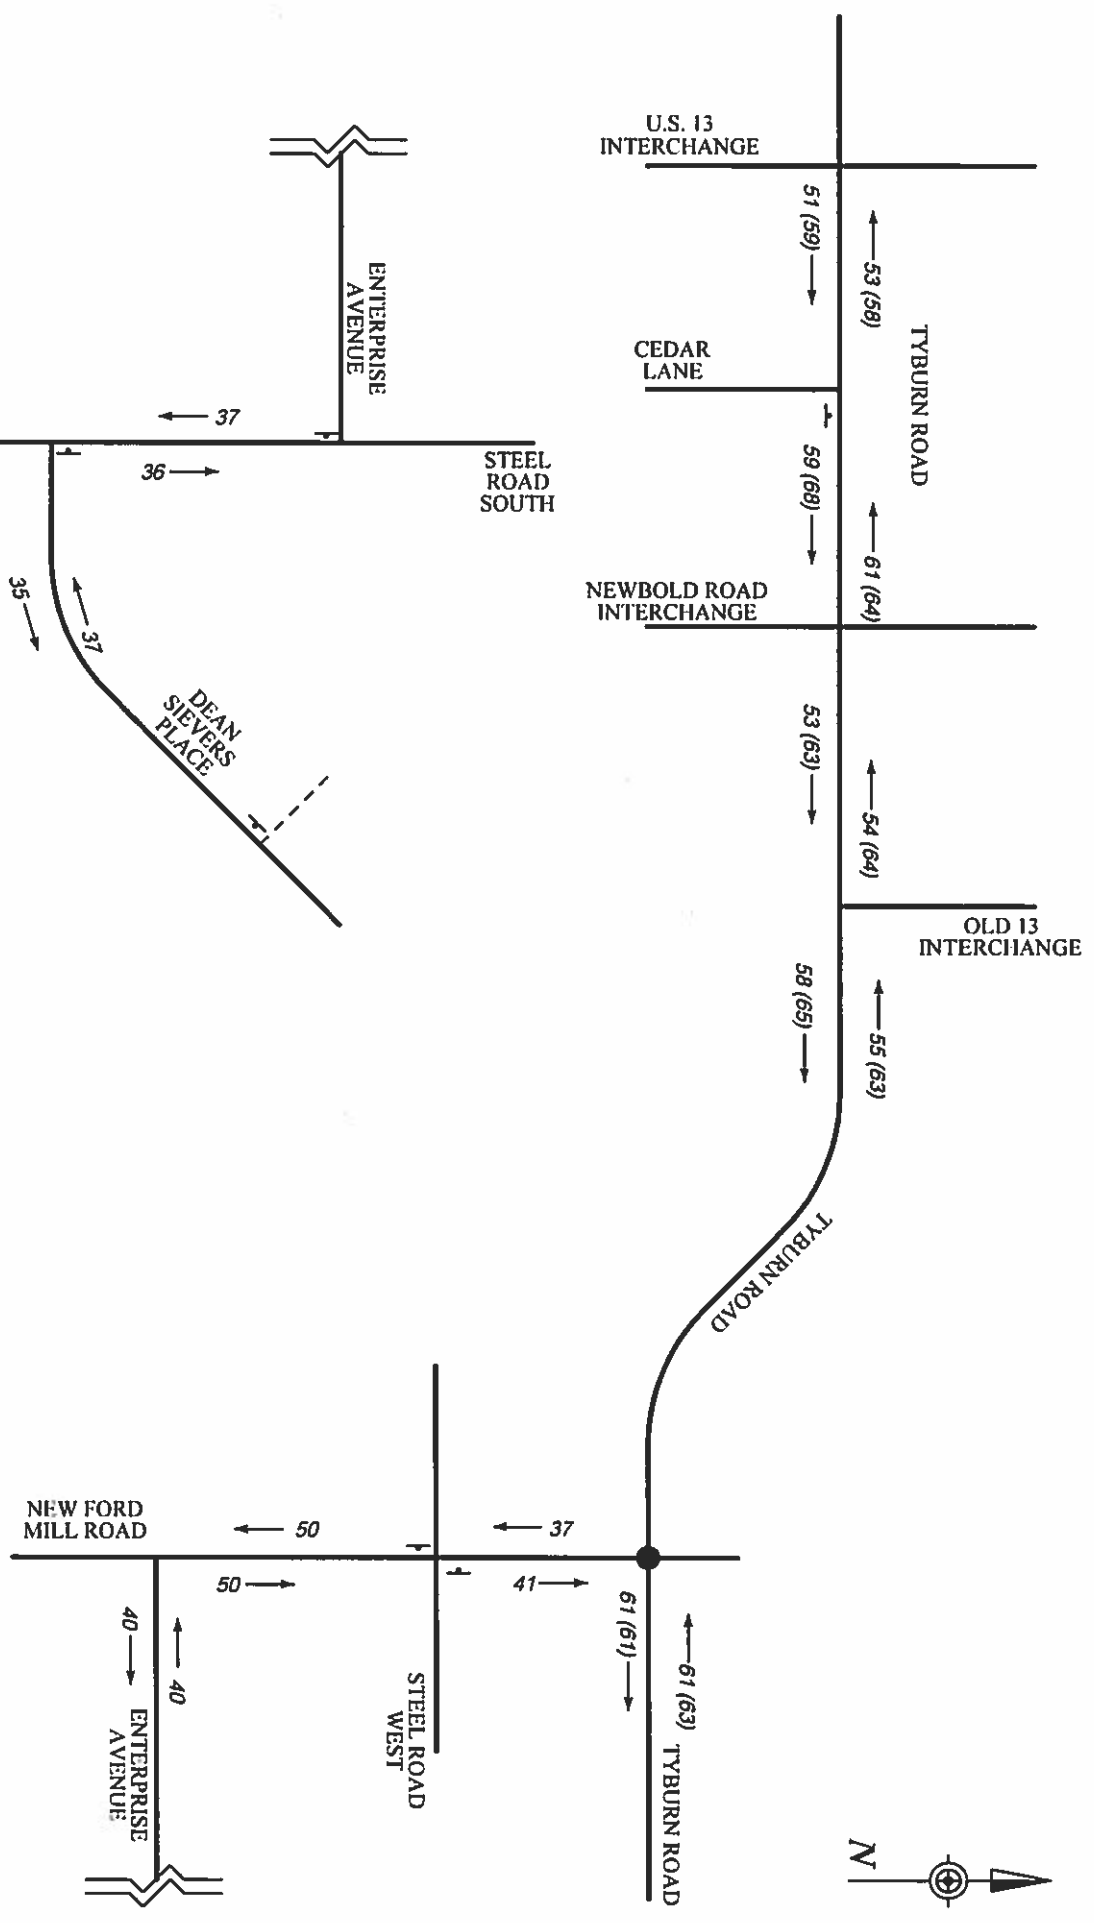 U.S. 13
INTERCHANGE
51 (59)
53 (58)
TYBURN ROAD
ENTERPRISE
AVENUE
CEDAR
LANE
37
36
STEEL
ROAD
SOUTH
59 (68)
61 (64)
NEWBOLD ROAD
INTERCHANGE
35
37
DEAN
SIEVERS
PLACE
53 (63)
54 (64)
OLD 13
INTERCHANGE
58 (65)
55 (63)
TYBURN ROAD
NEW FORD
MILL ROAD
50
37
50
41
40
40
61 (61)
61 (63)
STEEL ROAD
WEST
ENTERPRISE
AVENUE
TYBURN ROAD
N